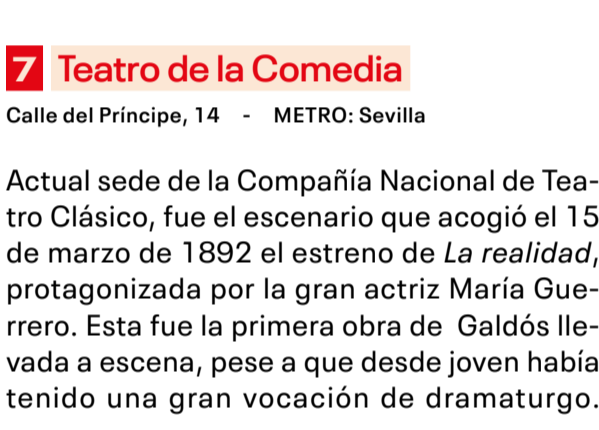 7 Teatro de la Comedia
Calle del Príncipe, 14 - METRO: Sevilla
Actual sede de la Compañía Nacional de Tea-
tro Clásico, fue el escenario que acogió el 15
de marzo de 1892 el estreno de La realidad,
protagonizada por la gran actriz María Gue-
rrero. Esta fue la primera obra de Galdós lle-
vada a escena, pese a que desde joven había
tenido una gran vocación de dramaturgo.